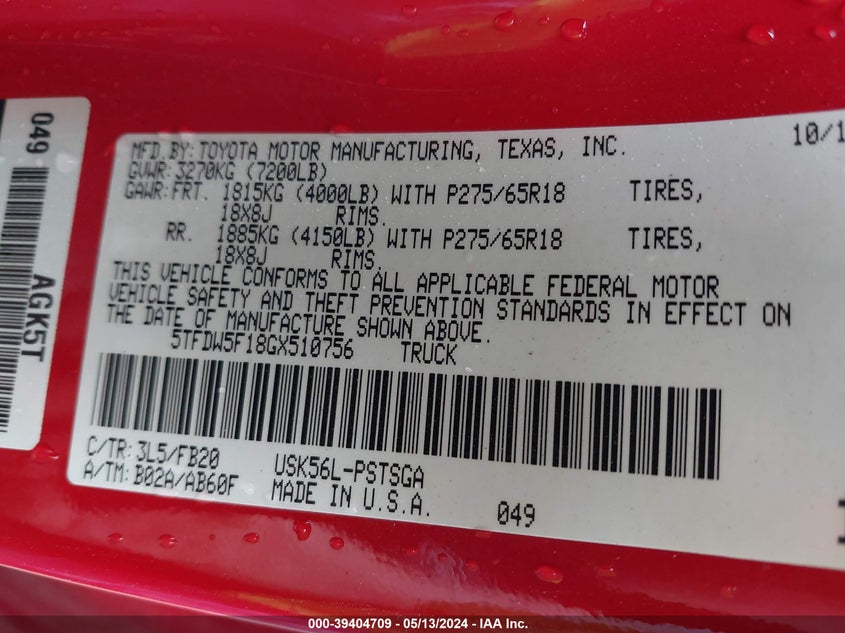 049
AGK5T
MFD.BY:TOYOTA MOTOR MANUFACTURING, TEXAS, INC. 10/1
GVWR:3270KG (7200LB)
GAWR:FRT. 1815KG (4000LB) WITH P275/65R18 TIRES,
18X8J RIMS.
RR. 1885KG (4150LB) WITH P275/65R18 TIRES,
18X8J RIMS.
THIS VEHICLE CONFORMS TO ALL APPLICABLE FEDERAL MOTOR
VEHICLE SAFETY AND THEFT PREVENTION STANDARDS IN EFFECT ON
THE DATE OF MANUFACTURE SHOWN ABOVE.
5TFDW5F18GX510756 TRUCK
C/TR:3L5/FB20 USK56L-PSTSGA
A/TM:B02A/AB60F MADE IN U.S.A. 049
000-39404709 - 05/13/2024 - IAA Inc.